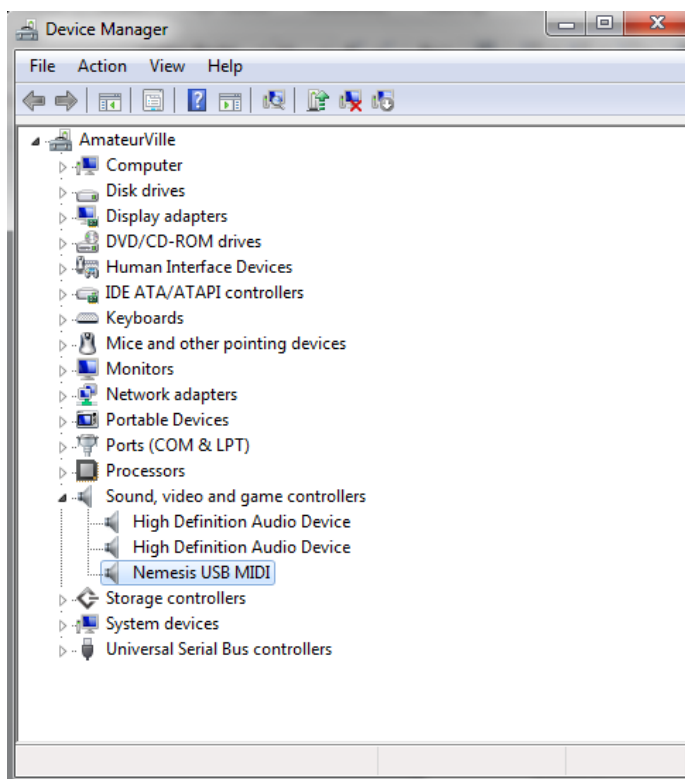 Device Manager
File Action View Help
AmateurVille
Computer
Disk drives
Display adapters
DVD/CD-ROM drives
Human Interface Devices
IDE ATA/ATAPI controllers
Keyboards
Mice and other pointing devices
Monitors
Network adapters
Portable Devices
Ports (COM & LPT)
Processors
Sound, video and game controllers
High Definition Audio Device
High Definition Audio Device
Nemesis USB MIDI
Storage controllers
System devices
Universal Serial Bus controllers